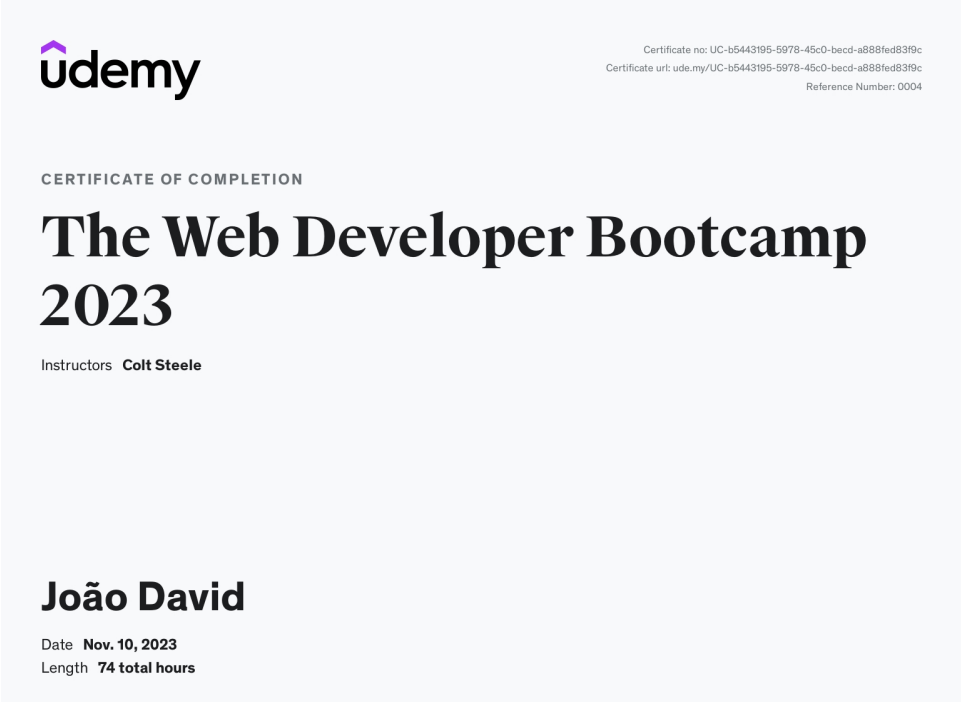 udemy
Certificate no: UC-b5443195-5978-45c0-becd-a888fed83f9c
Certificate url: ude.my/UC-b5443195-5978-45c0-becd-a888fed83f9c
Reference Number: 0004
CERTIFICATE OF COMPLETION
The Web Developer Bootcamp
2023
Instructors Colt Steele
João David
Date Nov. 10, 2023
Length 74 total hours